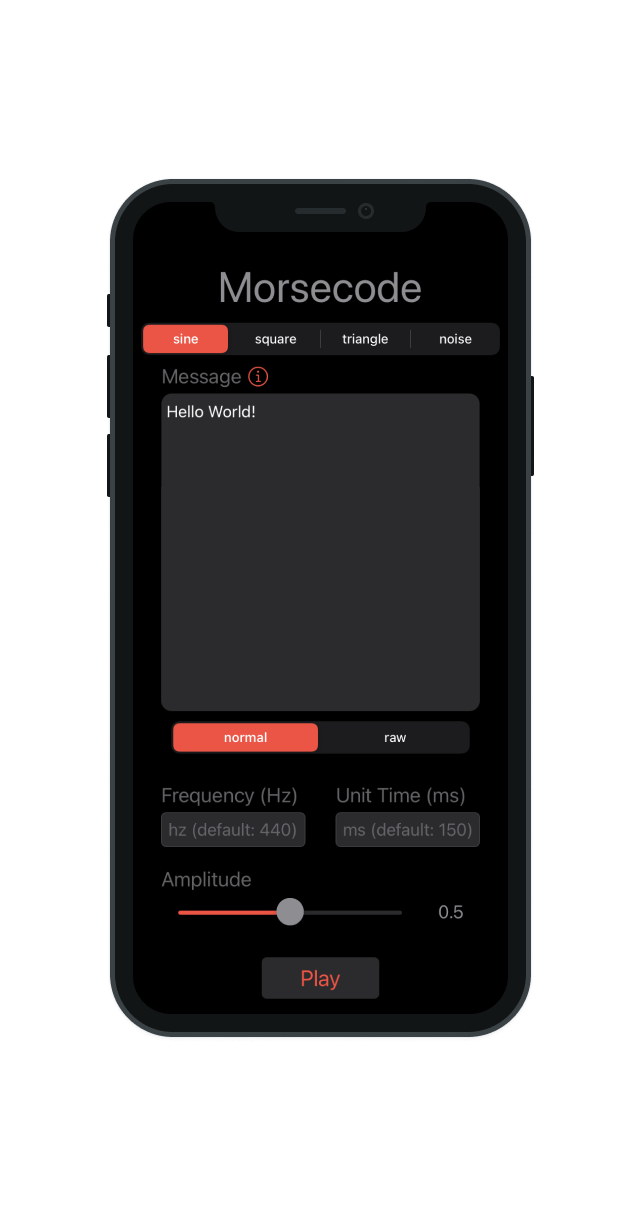 Morsecode
sine square triangle noise
Message
Hello World!
normal raw
Frequency (Hz) Unit Time (ms)
hz (default: 440) ms (default: 150)
Amplitude
0.5
Play